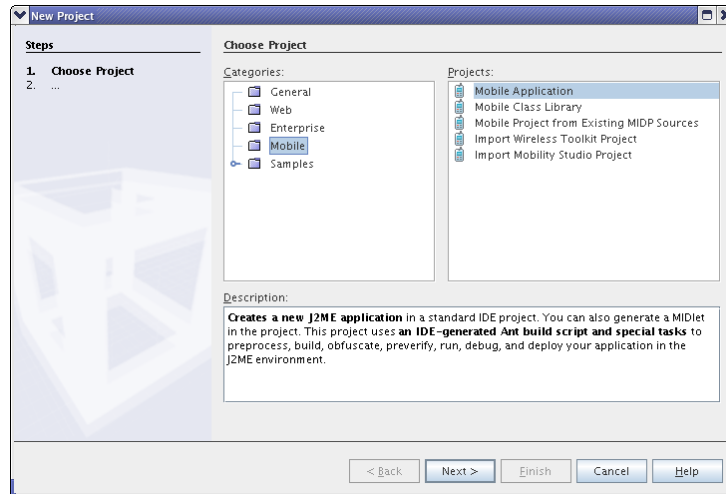 New Project
Steps
1. Choose Project
2. ...
Choose Project
Categories:
General
Web
Enterprise
Mobile
Samples
Projects:
Mobile Application
Mobile Class Library
Mobile Project from Existing MIDP Sources
Import Wireless Toolkit Project
Import Mobility Studio Project
Description:
Creates a new J2ME application in a standard IDE project. You can also generate a MIDlet
in the project. This project uses an IDE-generated Ant build script and special tasks to
preprocess, build, obfuscate, preverify, run, debug, and deploy your application in the
J2ME environment.
< Back Next > Finish Cancel Help